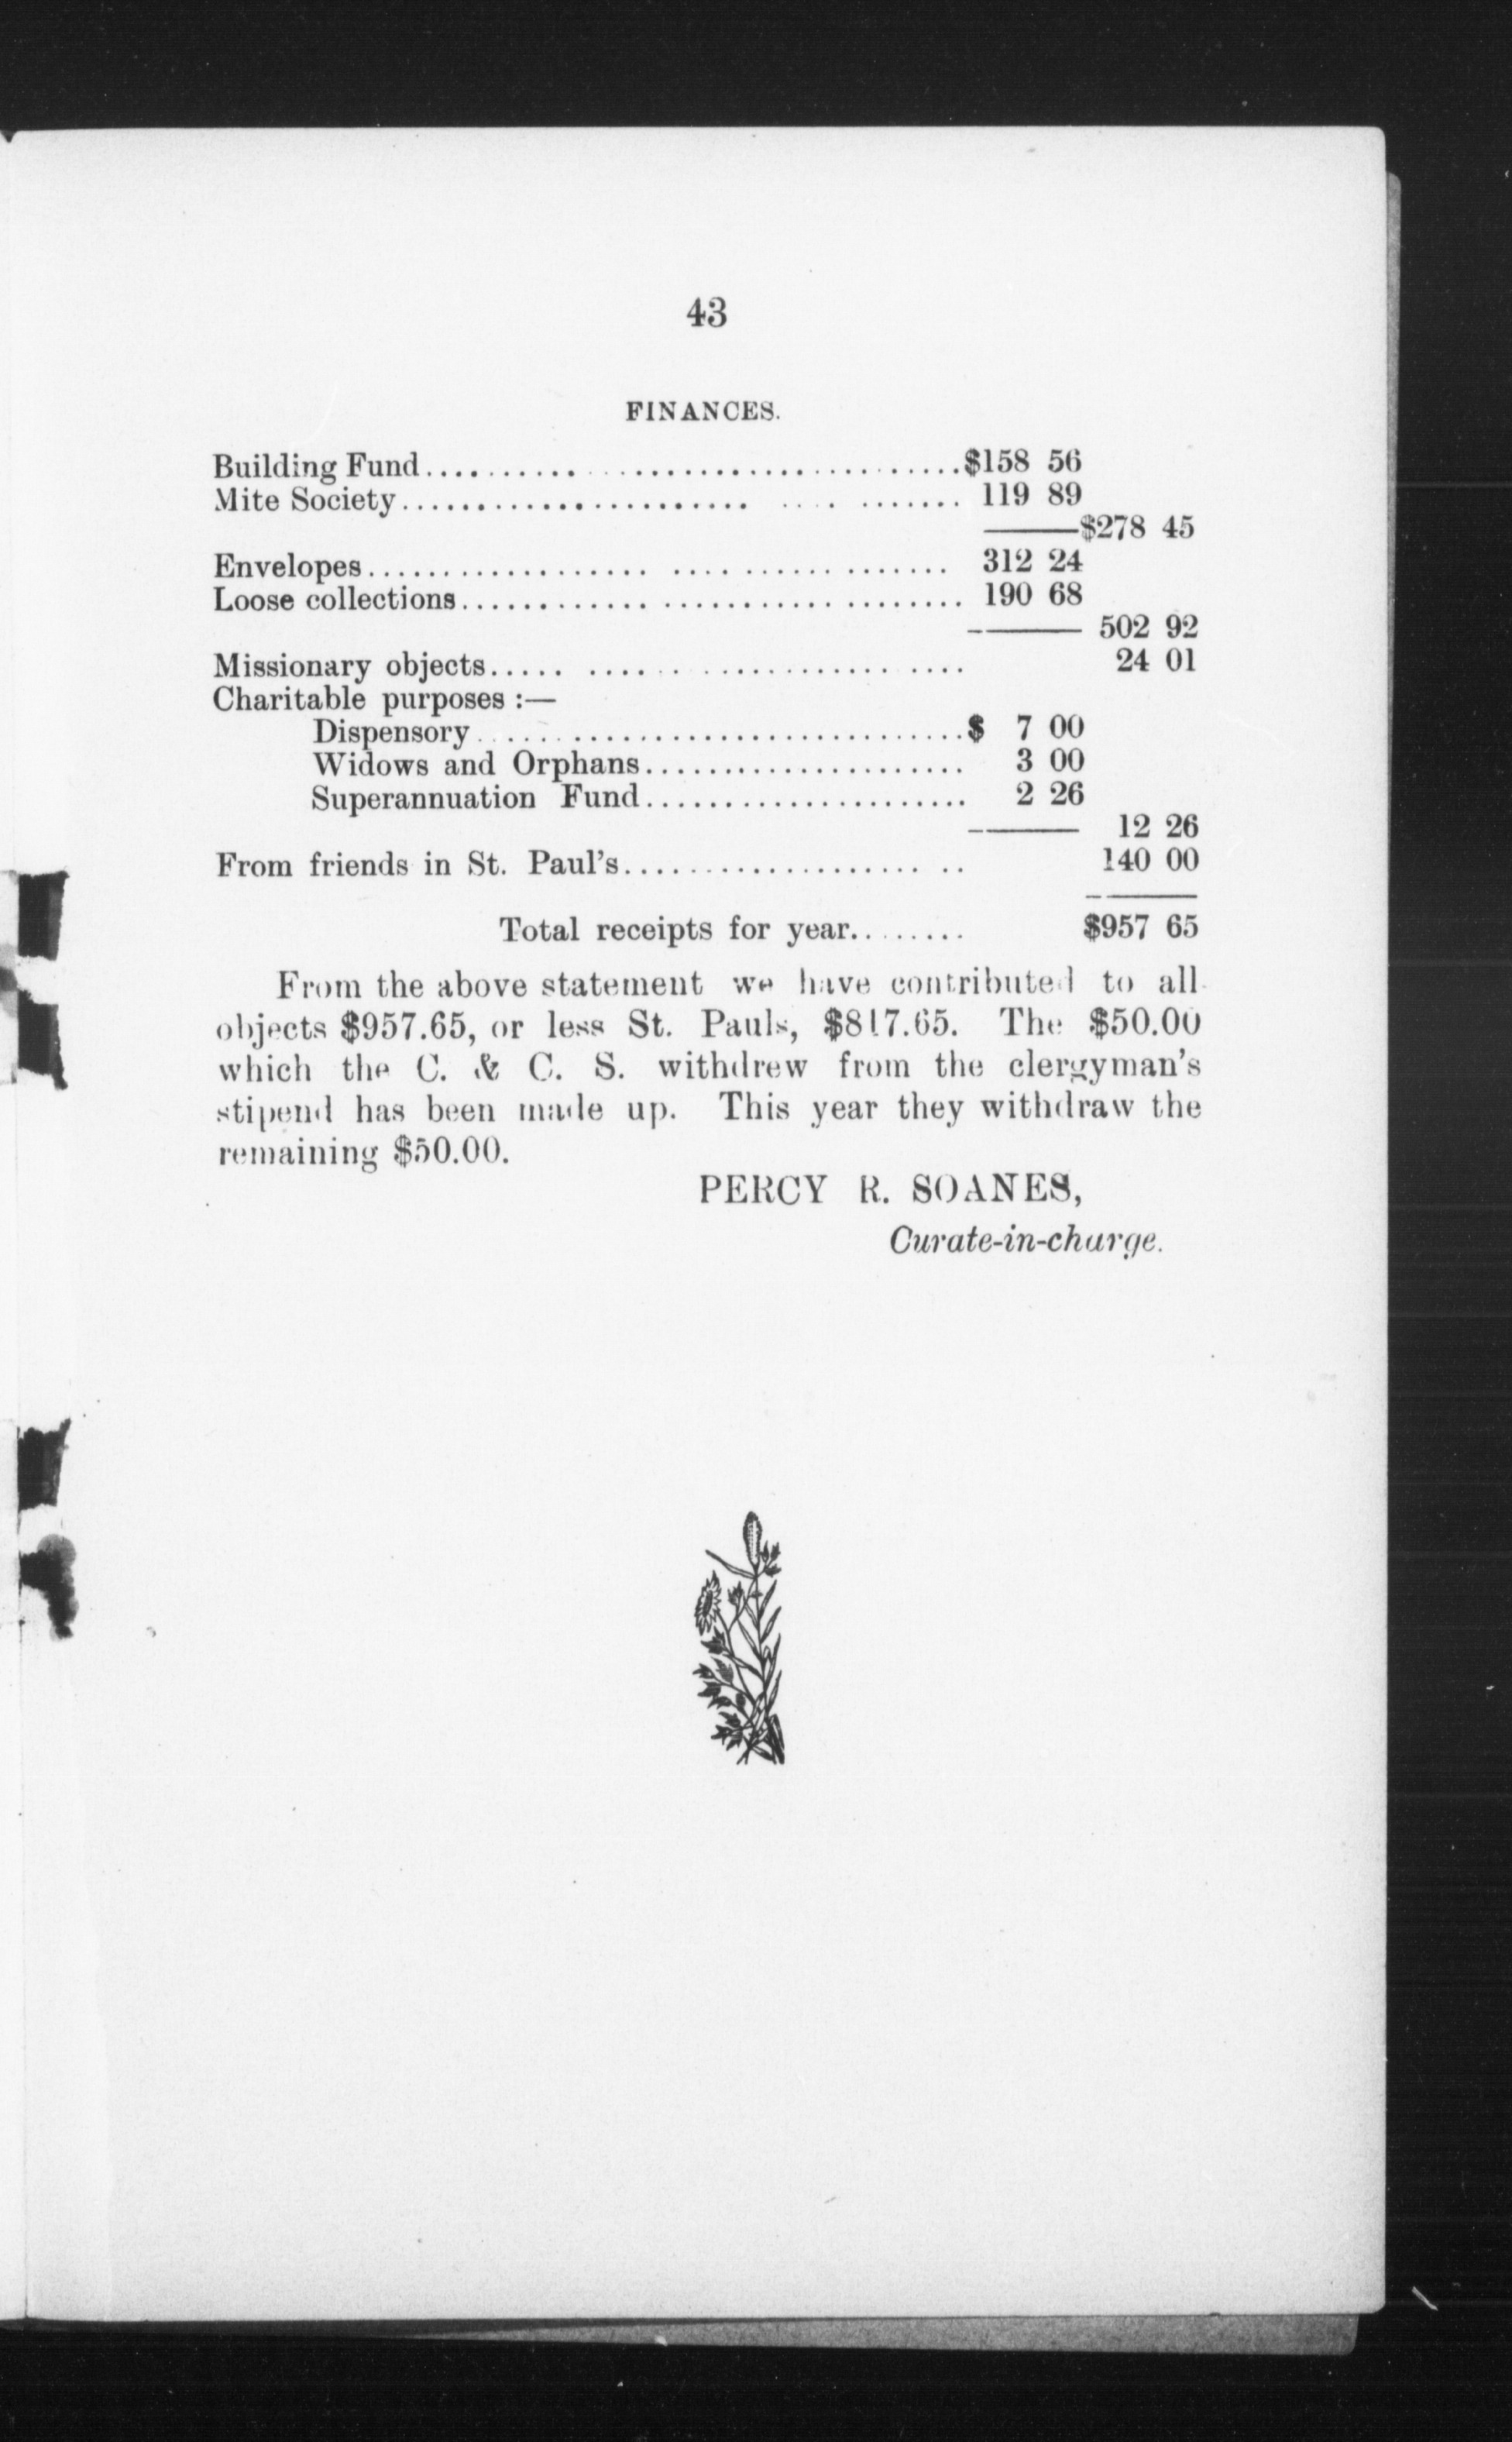 43
FINANCES.
Building Fund........................................$158 56
Mite Society.................................... 119 89
———$278 45
Envelopes.................................... 312 24
Loose collections.................................... 190 68
——— 502 92
Missionary objects.............................. 24 01
Charitable purposes :—
Dispensory................................$ 7 00
Widows and Orphans..................... 3 00
Superannuation Fund...................... 2 26
——— 12 26
From friends in St. Paul's..................... 140 00
Total receipts for year........ $957 65
From the above statement we have contributed to all
objects $957.65, or less St. Pauls, $817.65. The $50.00
which the C. & C. S. withdrew from the clergyman's
stipend has been made up. This year they withdraw the
remaining $50.00.
PERCY R. SOANES,
Curate-in-charge.